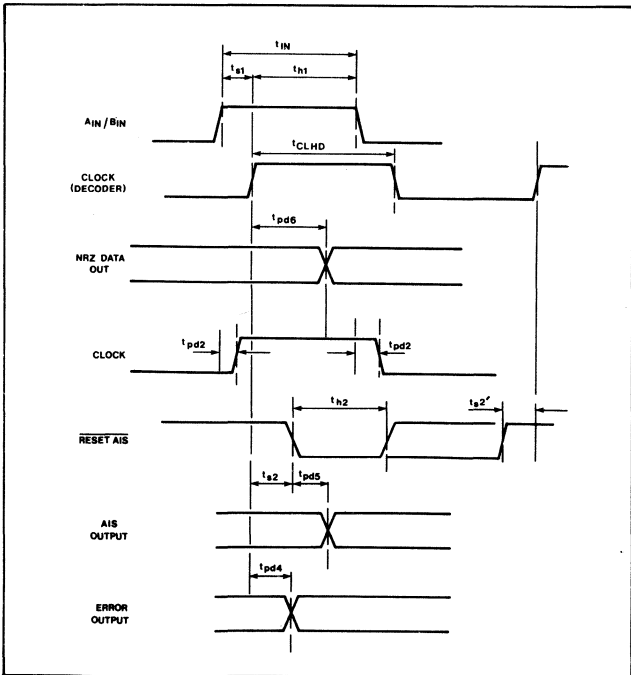 tIN
ts1 th1
AIN/BIN
tCLHD
CLOCK
(DECODER)
tpd6
NRZ DATA
OUT
tpd2 tpd2
CLOCK
th2 ts2′
RESET AIS
ts2 tpd5
AIS
OUTPUT
tpd4
ERROR
OUTPUT